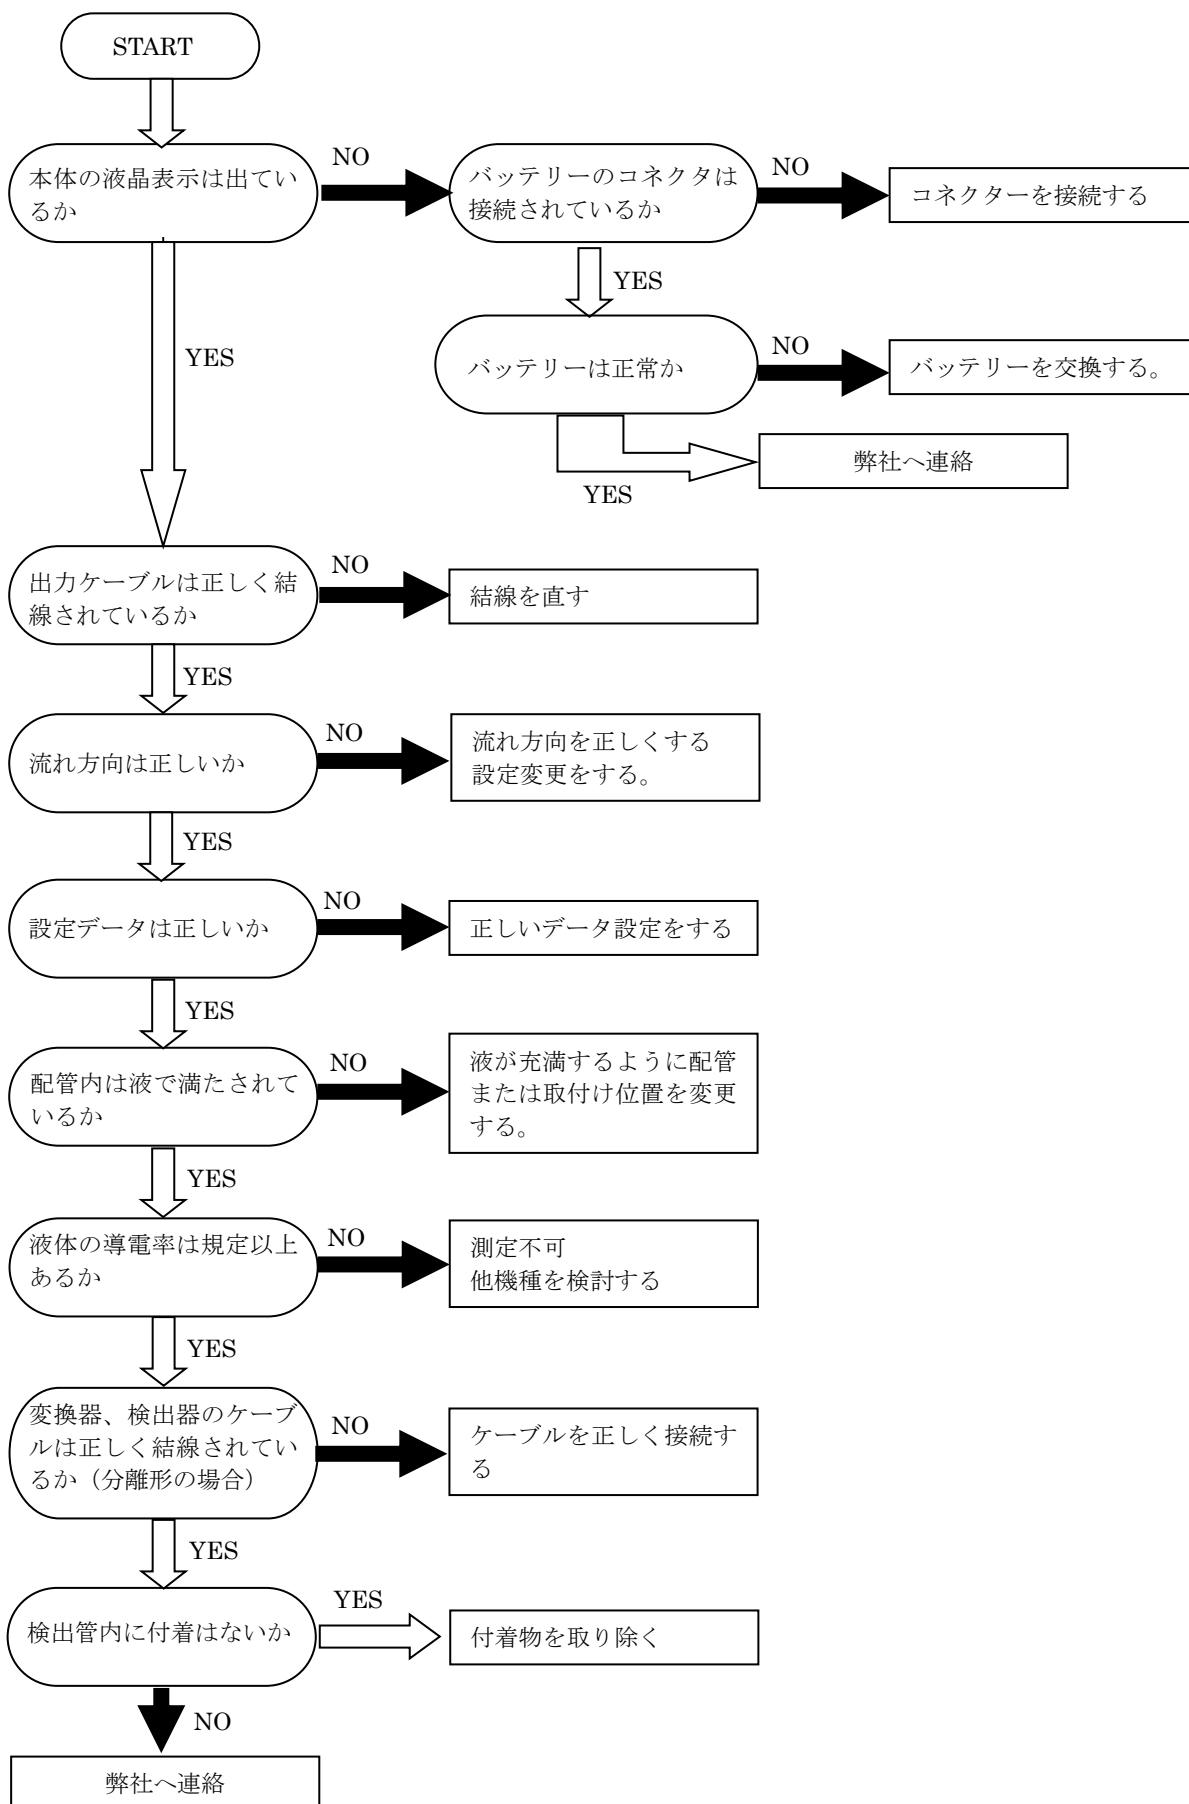 START
本体の液晶表示は出てい
るか
NO
バッテリーのコネクタは
接続されているか
NO
コネクターを接続する
YES
YES
バッテリーは正常か
NO
バッテリーを交換する。
YES
弊社へ連絡
出力ケーブルは正しく結
線されているか
NO
結線を直す
YES
流れ方向は正しいか
NO
流れ方向を正しくする
設定変更をする。
YES
設定データは正しいか
NO
正しいデータ設定をする
YES
配管内は液で満たされて
いるか
NO
液が充満するように配管
または取付け位置を変更
する。
YES
液体の導電率は規定以上
あるか
NO
測定不可
他機種を検討する
YES
変換器、検出器のケーブ
ルは正しく結線されてい
るか（分離形の場合）
NO
ケーブルを正しく接続す
る
YES
検出管内に付着はないか
YES
付着物を取り除く
NO
弊社へ連絡